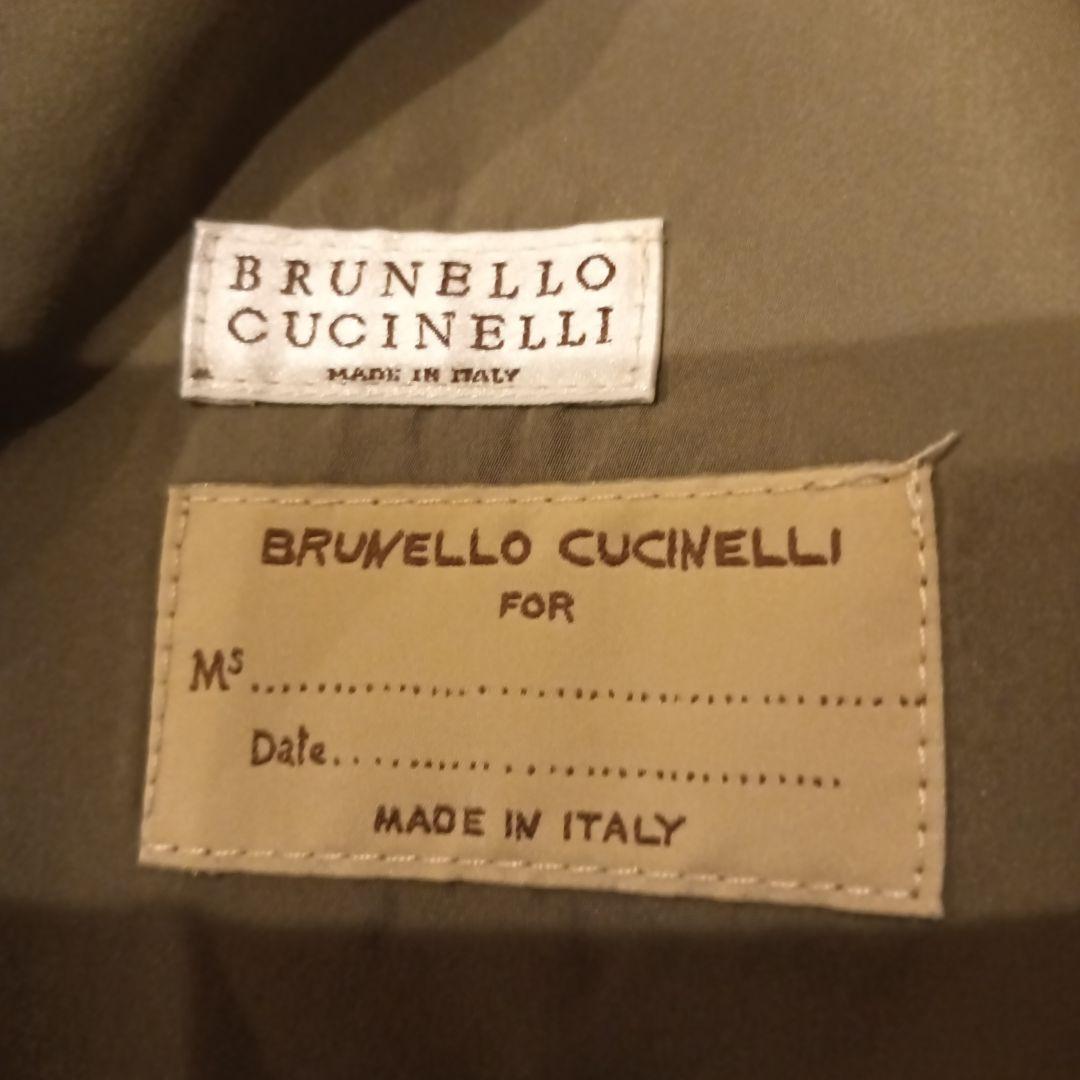 BRUNELLO
CUCINELLI
MADE IN ITALY
BRUNELLO CUCINELLI
FOR
Ms........................................
Date..............................
MADE IN ITALY